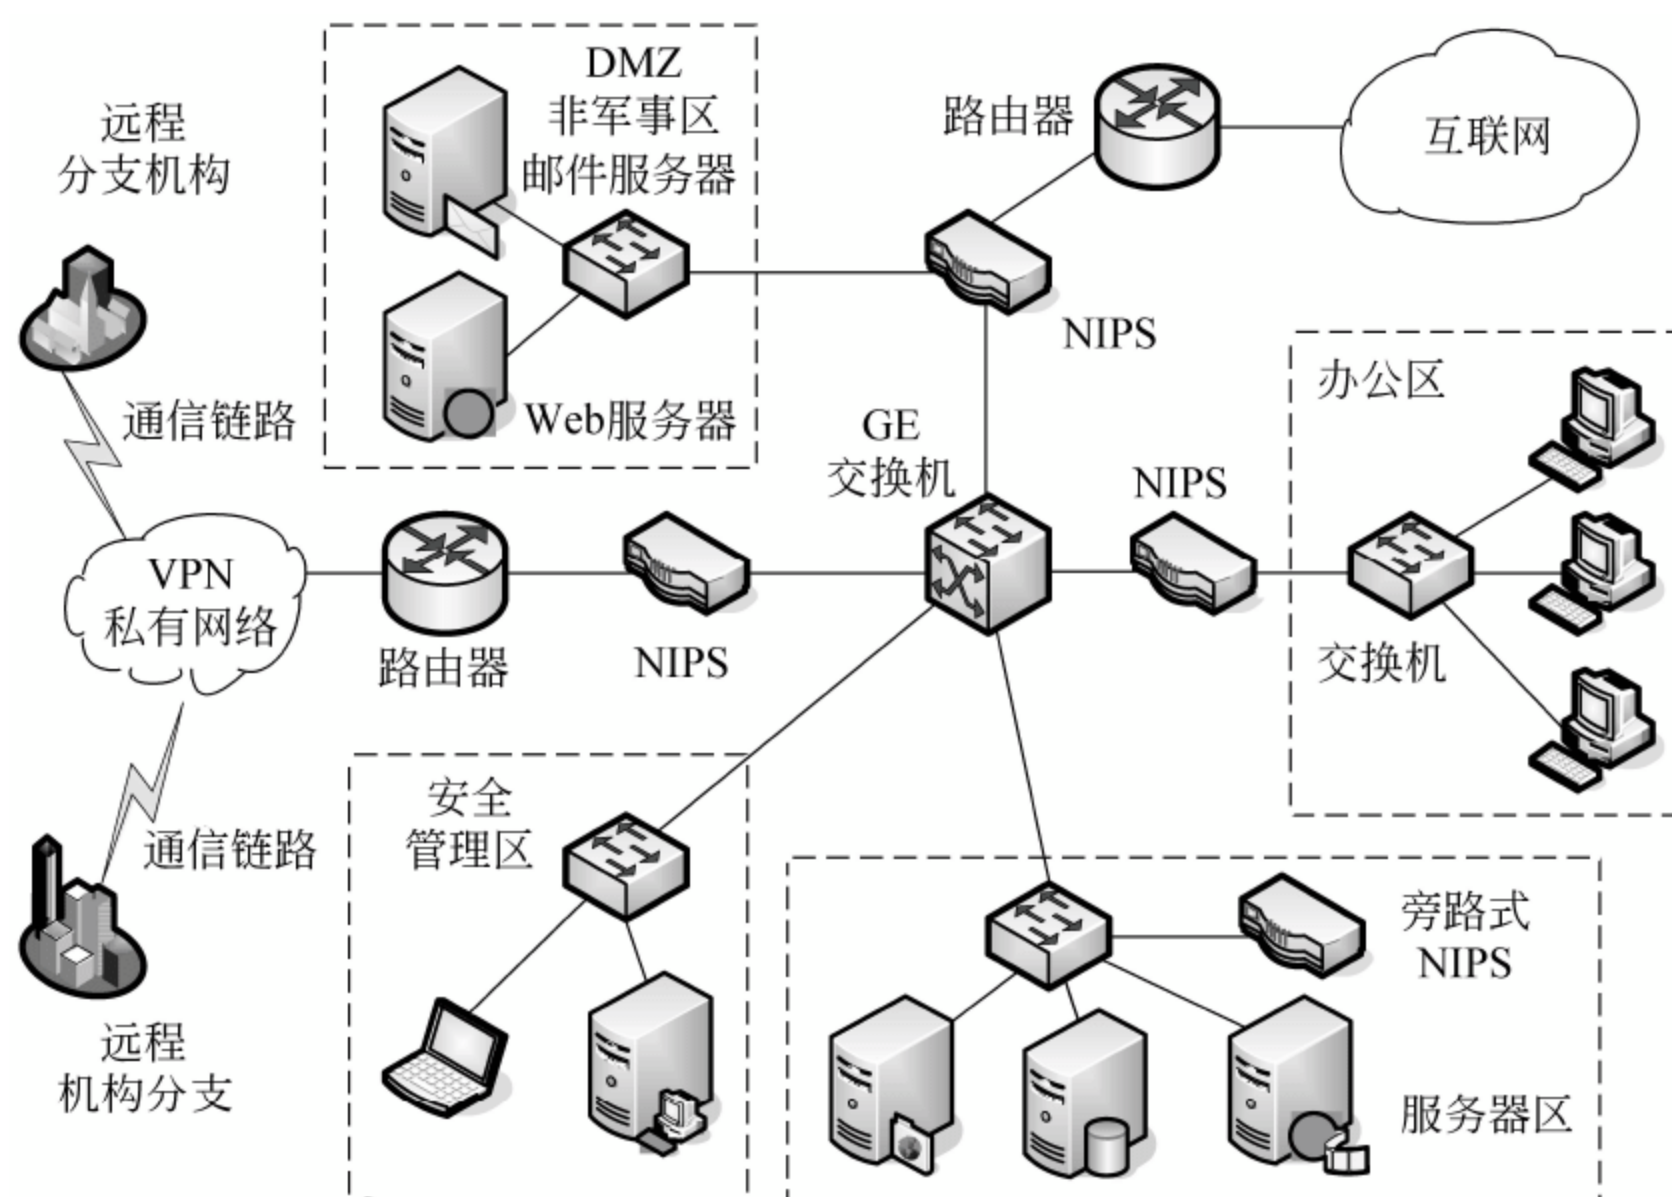 DMZ
非军事区
邮件服务器
Web服务器
远程
分支机构
通信链路
路由器
互联网
NIPS
GE
交换机
NIPS
办公区
交换机
VPN
私有网络
路由器
NIPS
通信链路
远程
机构分支
安全
管理区
旁路式
NIPS
服务器区